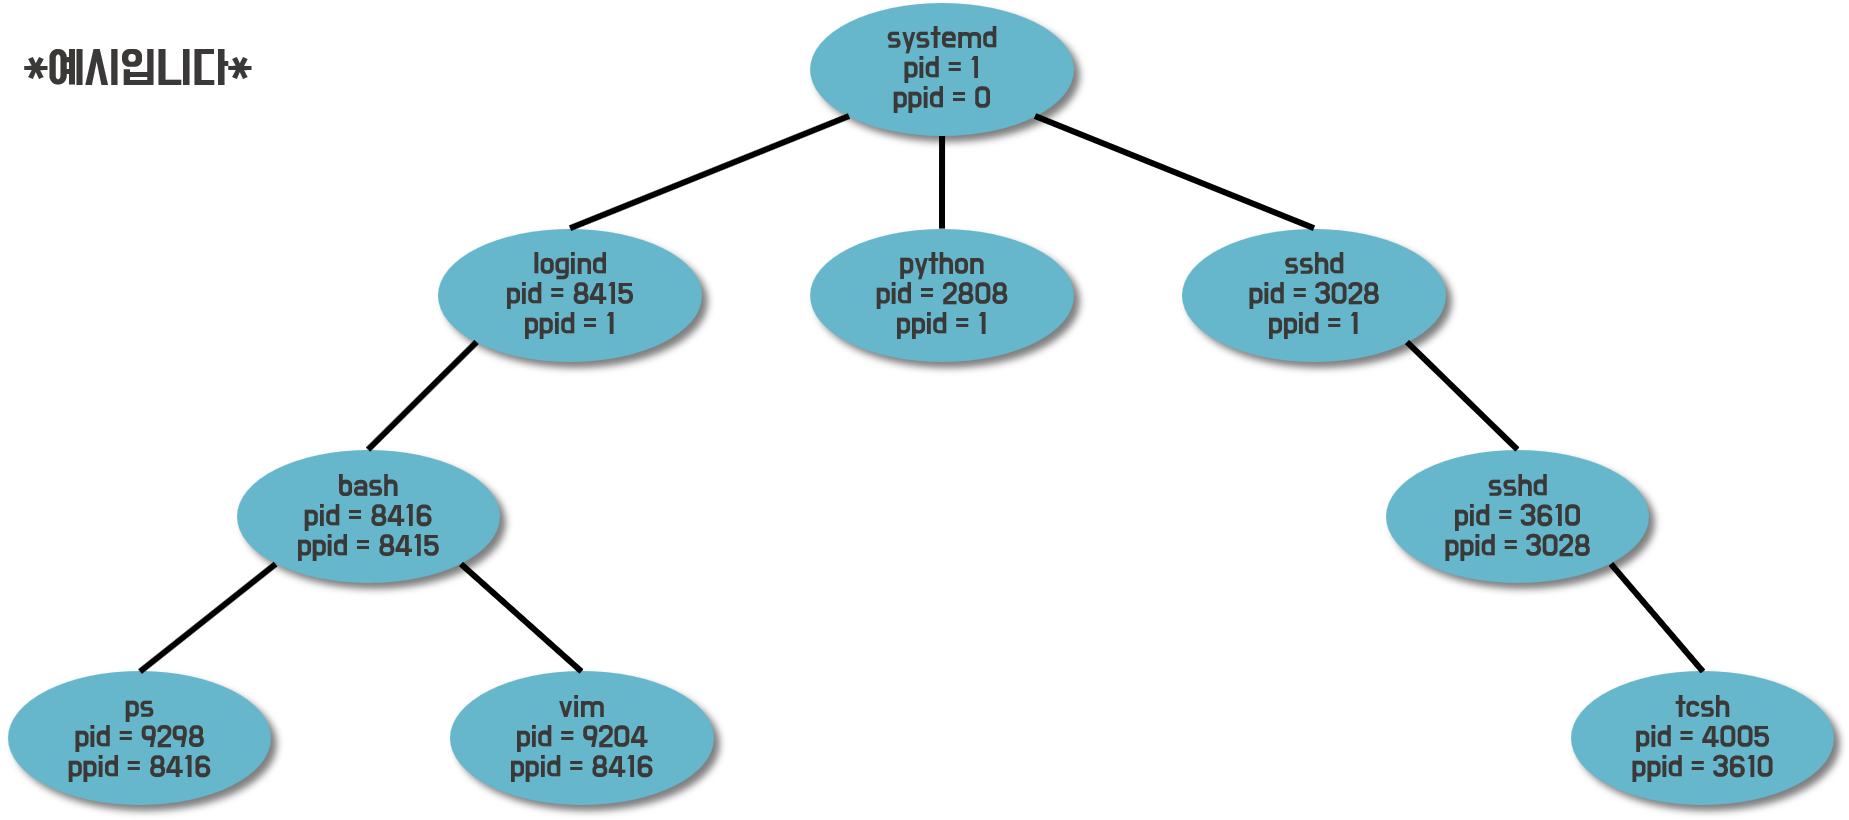 *예시입니다*
systemd
pid = 1
ppid = 0
logind
pid = 8415
ppid = 1
python
pid = 2808
ppid = 1
sshd
pid = 3028
ppid = 1
bash
pid = 8416
ppid = 8415
sshd
pid = 3610
ppid = 3028
ps
pid = 9298
ppid = 8416
vim
pid = 9204
ppid = 8416
tcsh
pid = 4005
ppid = 3610